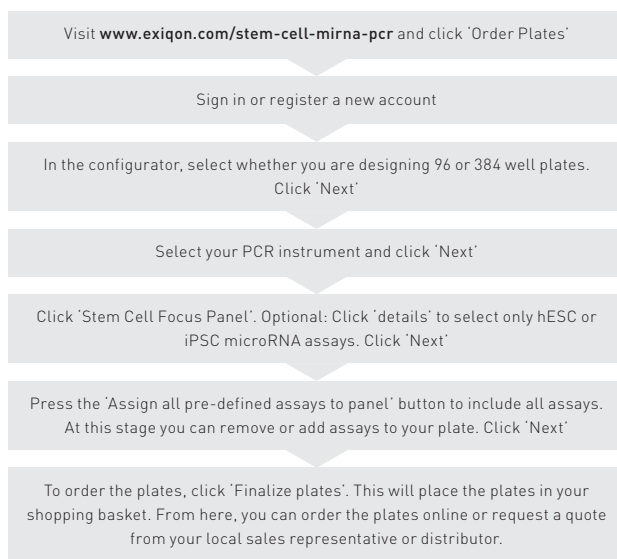 Visit www.exiqon.com/stem-cell-mirna-pcr and click ‘Order Plates’
Sign in or register a new account
In the configurator, select whether you are designing 96 or 384 well plates.
Click ‘Next’
Select your PCR instrument and click ‘Next’
Click ‘Stem Cell Focus Panel’. Optional: Click ‘details’ to select only hESC or
iPSC microRNA assays. Click ‘Next’
Press the ‘Assign all pre-defined assays to panel’ button to include all assays.
At this stage you can remove or add assays to your plate. Click ‘Next’
To order the plates, click ‘Finalize plates’. This will place the plates in your
shopping basket. From here, you can order the plates online or request a quote
from your local sales representative or distributor.